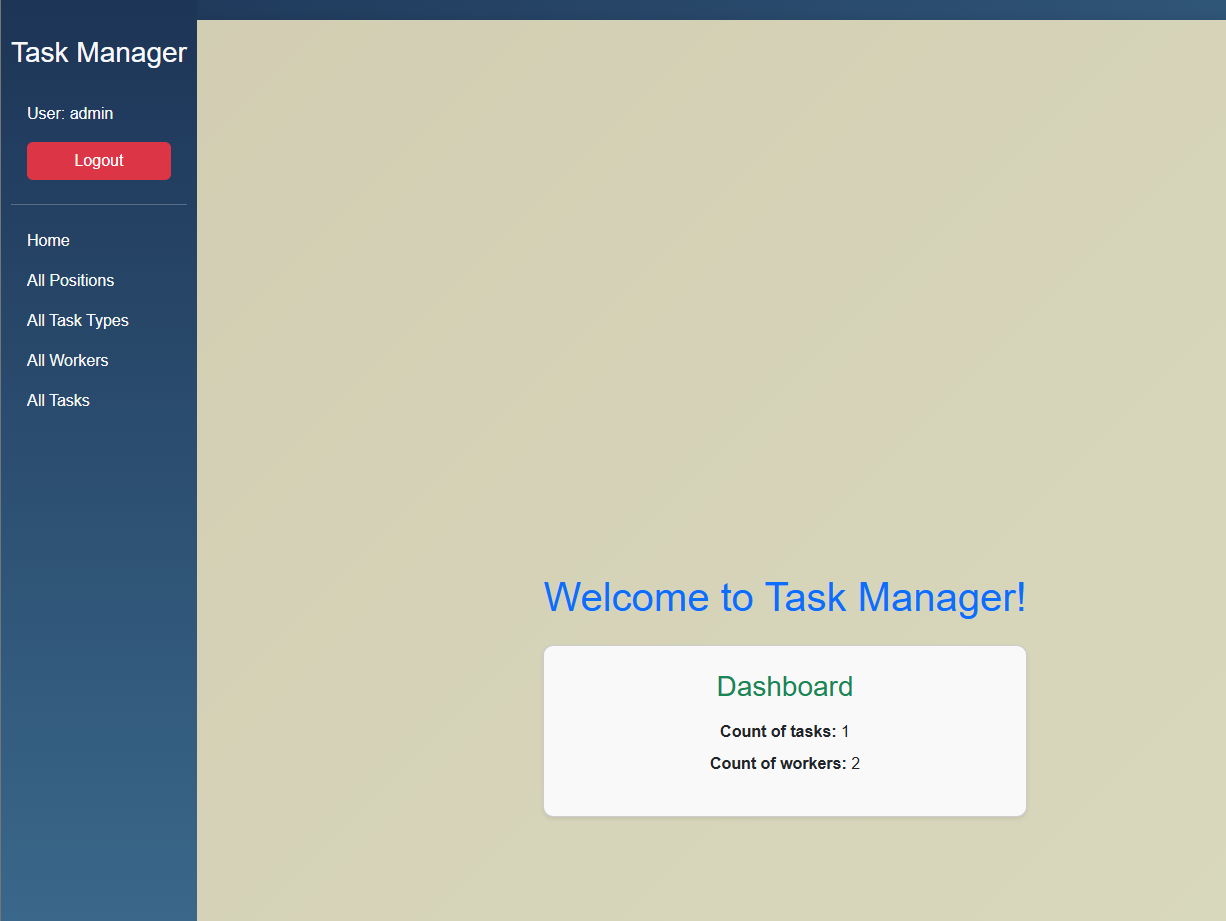 Task Manager
User: admin
Logout
Home
All Positions
All Task Types
All Workers
All Tasks
Welcome to Task Manager!
Dashboard
Count of tasks: 1
Count of workers: 2